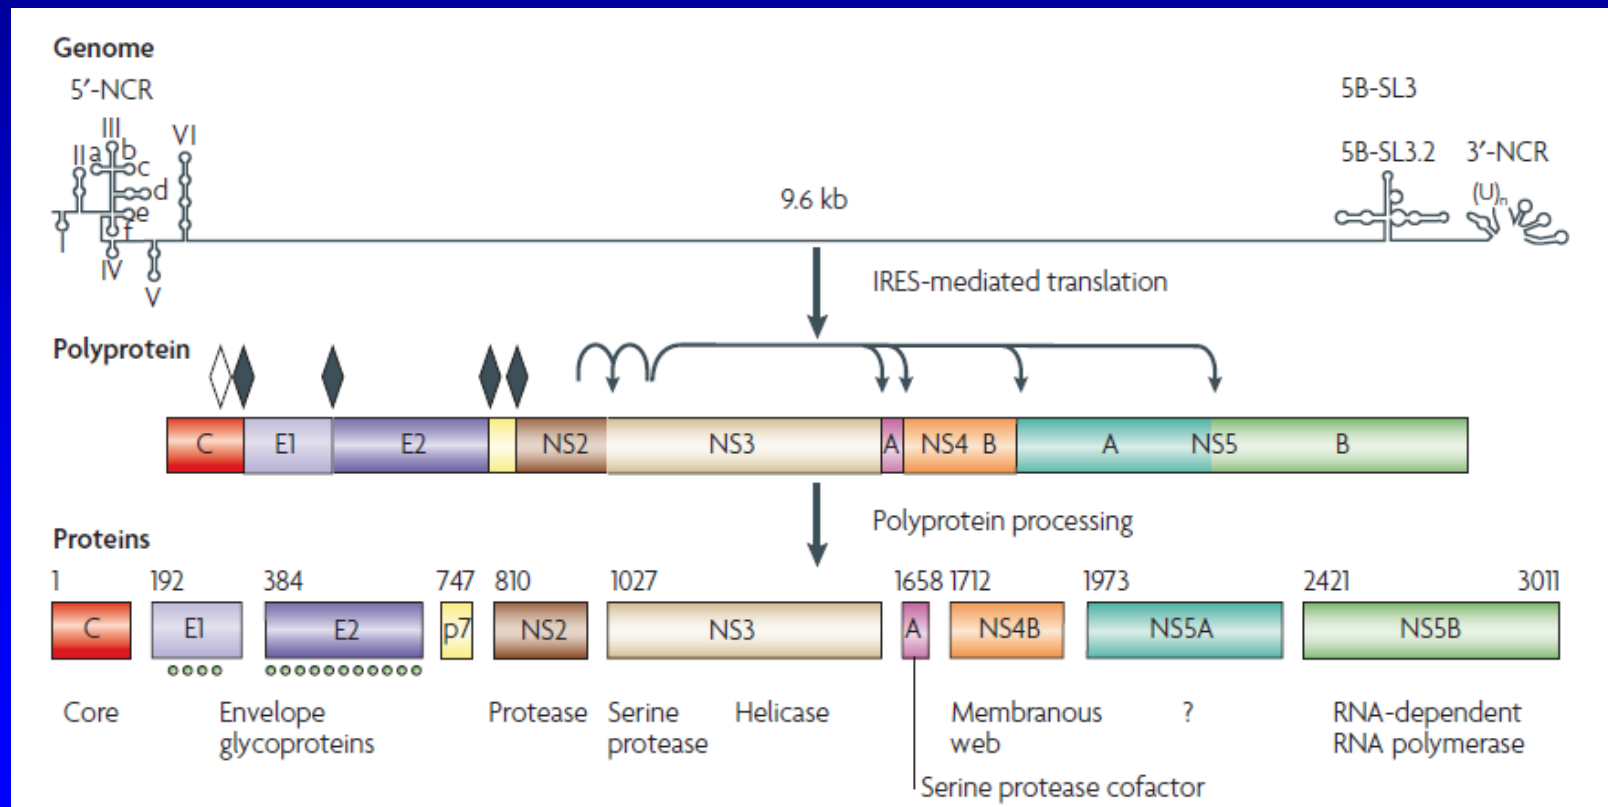 Genome
5′-NCR
5B-SL3
III
VI
II a b
c
5B-SL3.2
3′-NCR
d
9.6 kb
(U)n
e
f
I
IV
V
IRES-mediated translation
Polyprotein
C E1 E2 NS2 NS3 A NS4 B A NS5 B
Polyprotein processing
Proteins
1 192 384 747 810 1027 1658 1712 1973 2421 3011
C E1 E2 p7 NS2 NS3 A NS4B NS5A NS5B
Core Envelope Protease Serine Helicase Membranous ? RNA-dependent
glycoproteins protease web RNA polymerase
Serine protease cofactor